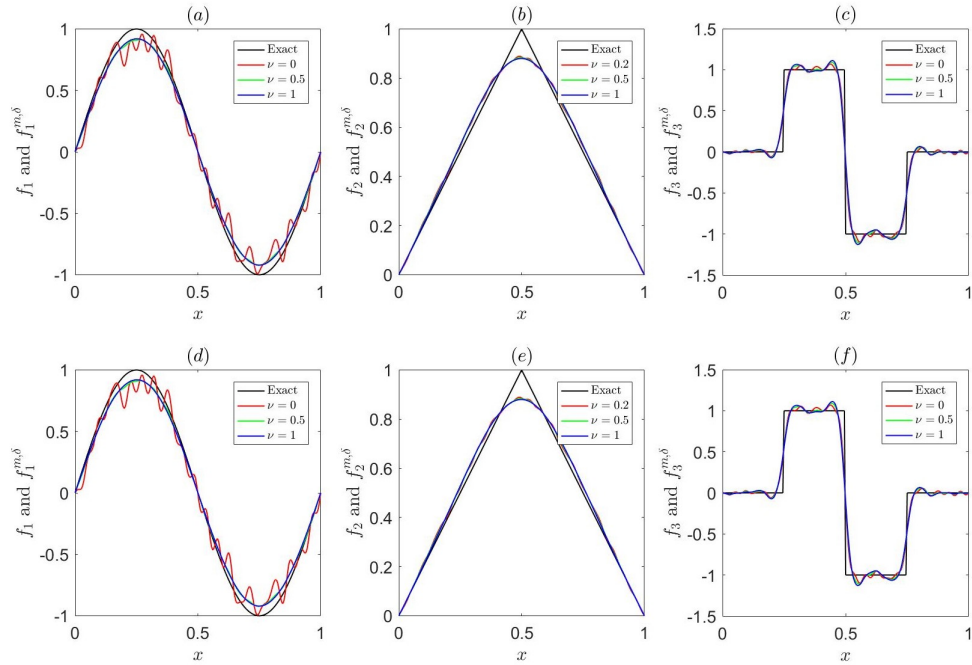 (a)
f₁ and f₁^{m,δ}
1
0.5
0
-0.5
-1
Exact
ν = 0
ν = 0.5
ν = 1
0 0.5 1
x
(b)
f₂ and f₂^{m,δ}
1
0.8
0.6
0.4
0.2
0
Exact
ν = 0.2
ν = 0.5
ν = 1
0 0.5 1
x
(c)
f₃ and f₃^{m,δ}
1.5
1
0.5
0
-0.5
-1
-1.5
Exact
ν = 0
ν = 0.5
ν = 1
0 0.5 1
x
(d)
f₁ and f₁^{m,δ}
1
0.5
0
-0.5
-1
Exact
ν = 0
ν = 0.5
ν = 1
0 0.5 1
x
(e)
f₂ and f₂^{m,δ}
1
0.8
0.6
0.4
0.2
0
Exact
ν = 0.2
ν = 0.5
ν = 1
0 0.5 1
x
(f)
f₃ and f₃^{m,δ}
1.5
1
0.5
0
-0.5
-1
-1.5
Exact
ν = 0
ν = 0.5
ν = 1
0 0.5 1
x